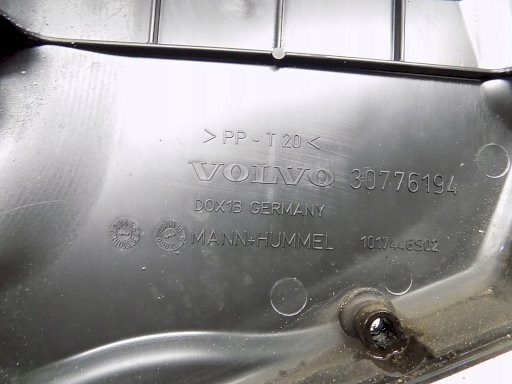 >PP-T20<
VOLVO 30776194
DOX1B GERMANY
MANN+HUMMEL 1017446S02